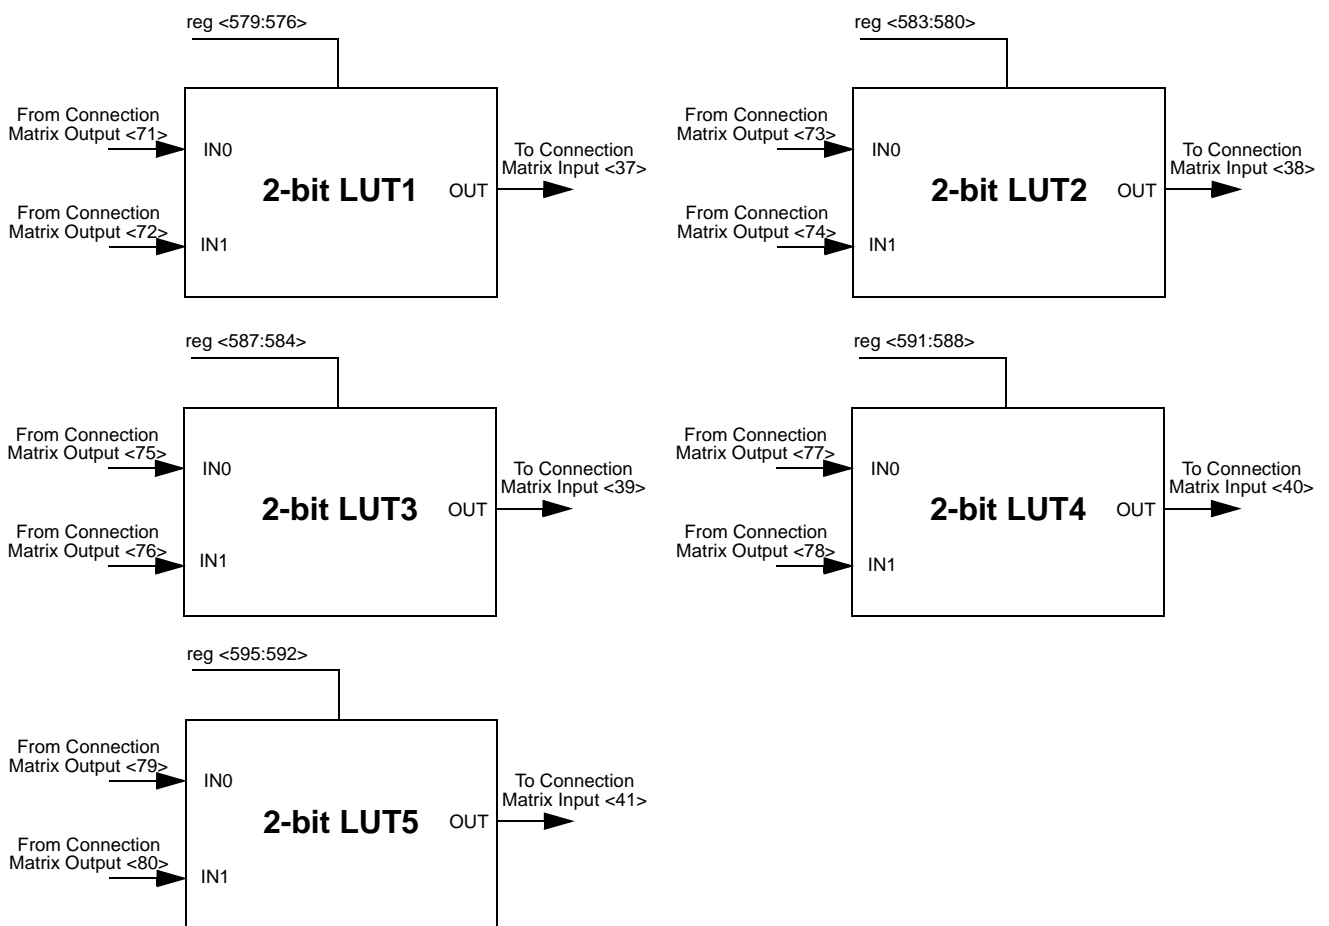 reg <579:576>
From Connection
Matrix Output <71>
IN0
From Connection
Matrix Output <72>
IN1
2-bit LUT1
OUT
To Connection
Matrix Input <37>
reg <583:580>
From Connection
Matrix Output <73>
IN0
From Connection
Matrix Output <74>
IN1
2-bit LUT2
OUT
To Connection
Matrix Input <38>
reg <587:584>
From Connection
Matrix Output <75>
IN0
From Connection
Matrix Output <76>
IN1
2-bit LUT3
OUT
To Connection
Matrix Input <39>
reg <591:588>
From Connection
Matrix Output <77>
IN0
From Connection
Matrix Output <78>
IN1
2-bit LUT4
OUT
To Connection
Matrix Input <40>
reg <595:592>
From Connection
Matrix Output <79>
IN0
From Connection
Matrix Output <80>
IN1
2-bit LUT5
OUT
To Connection
Matrix Input <41>